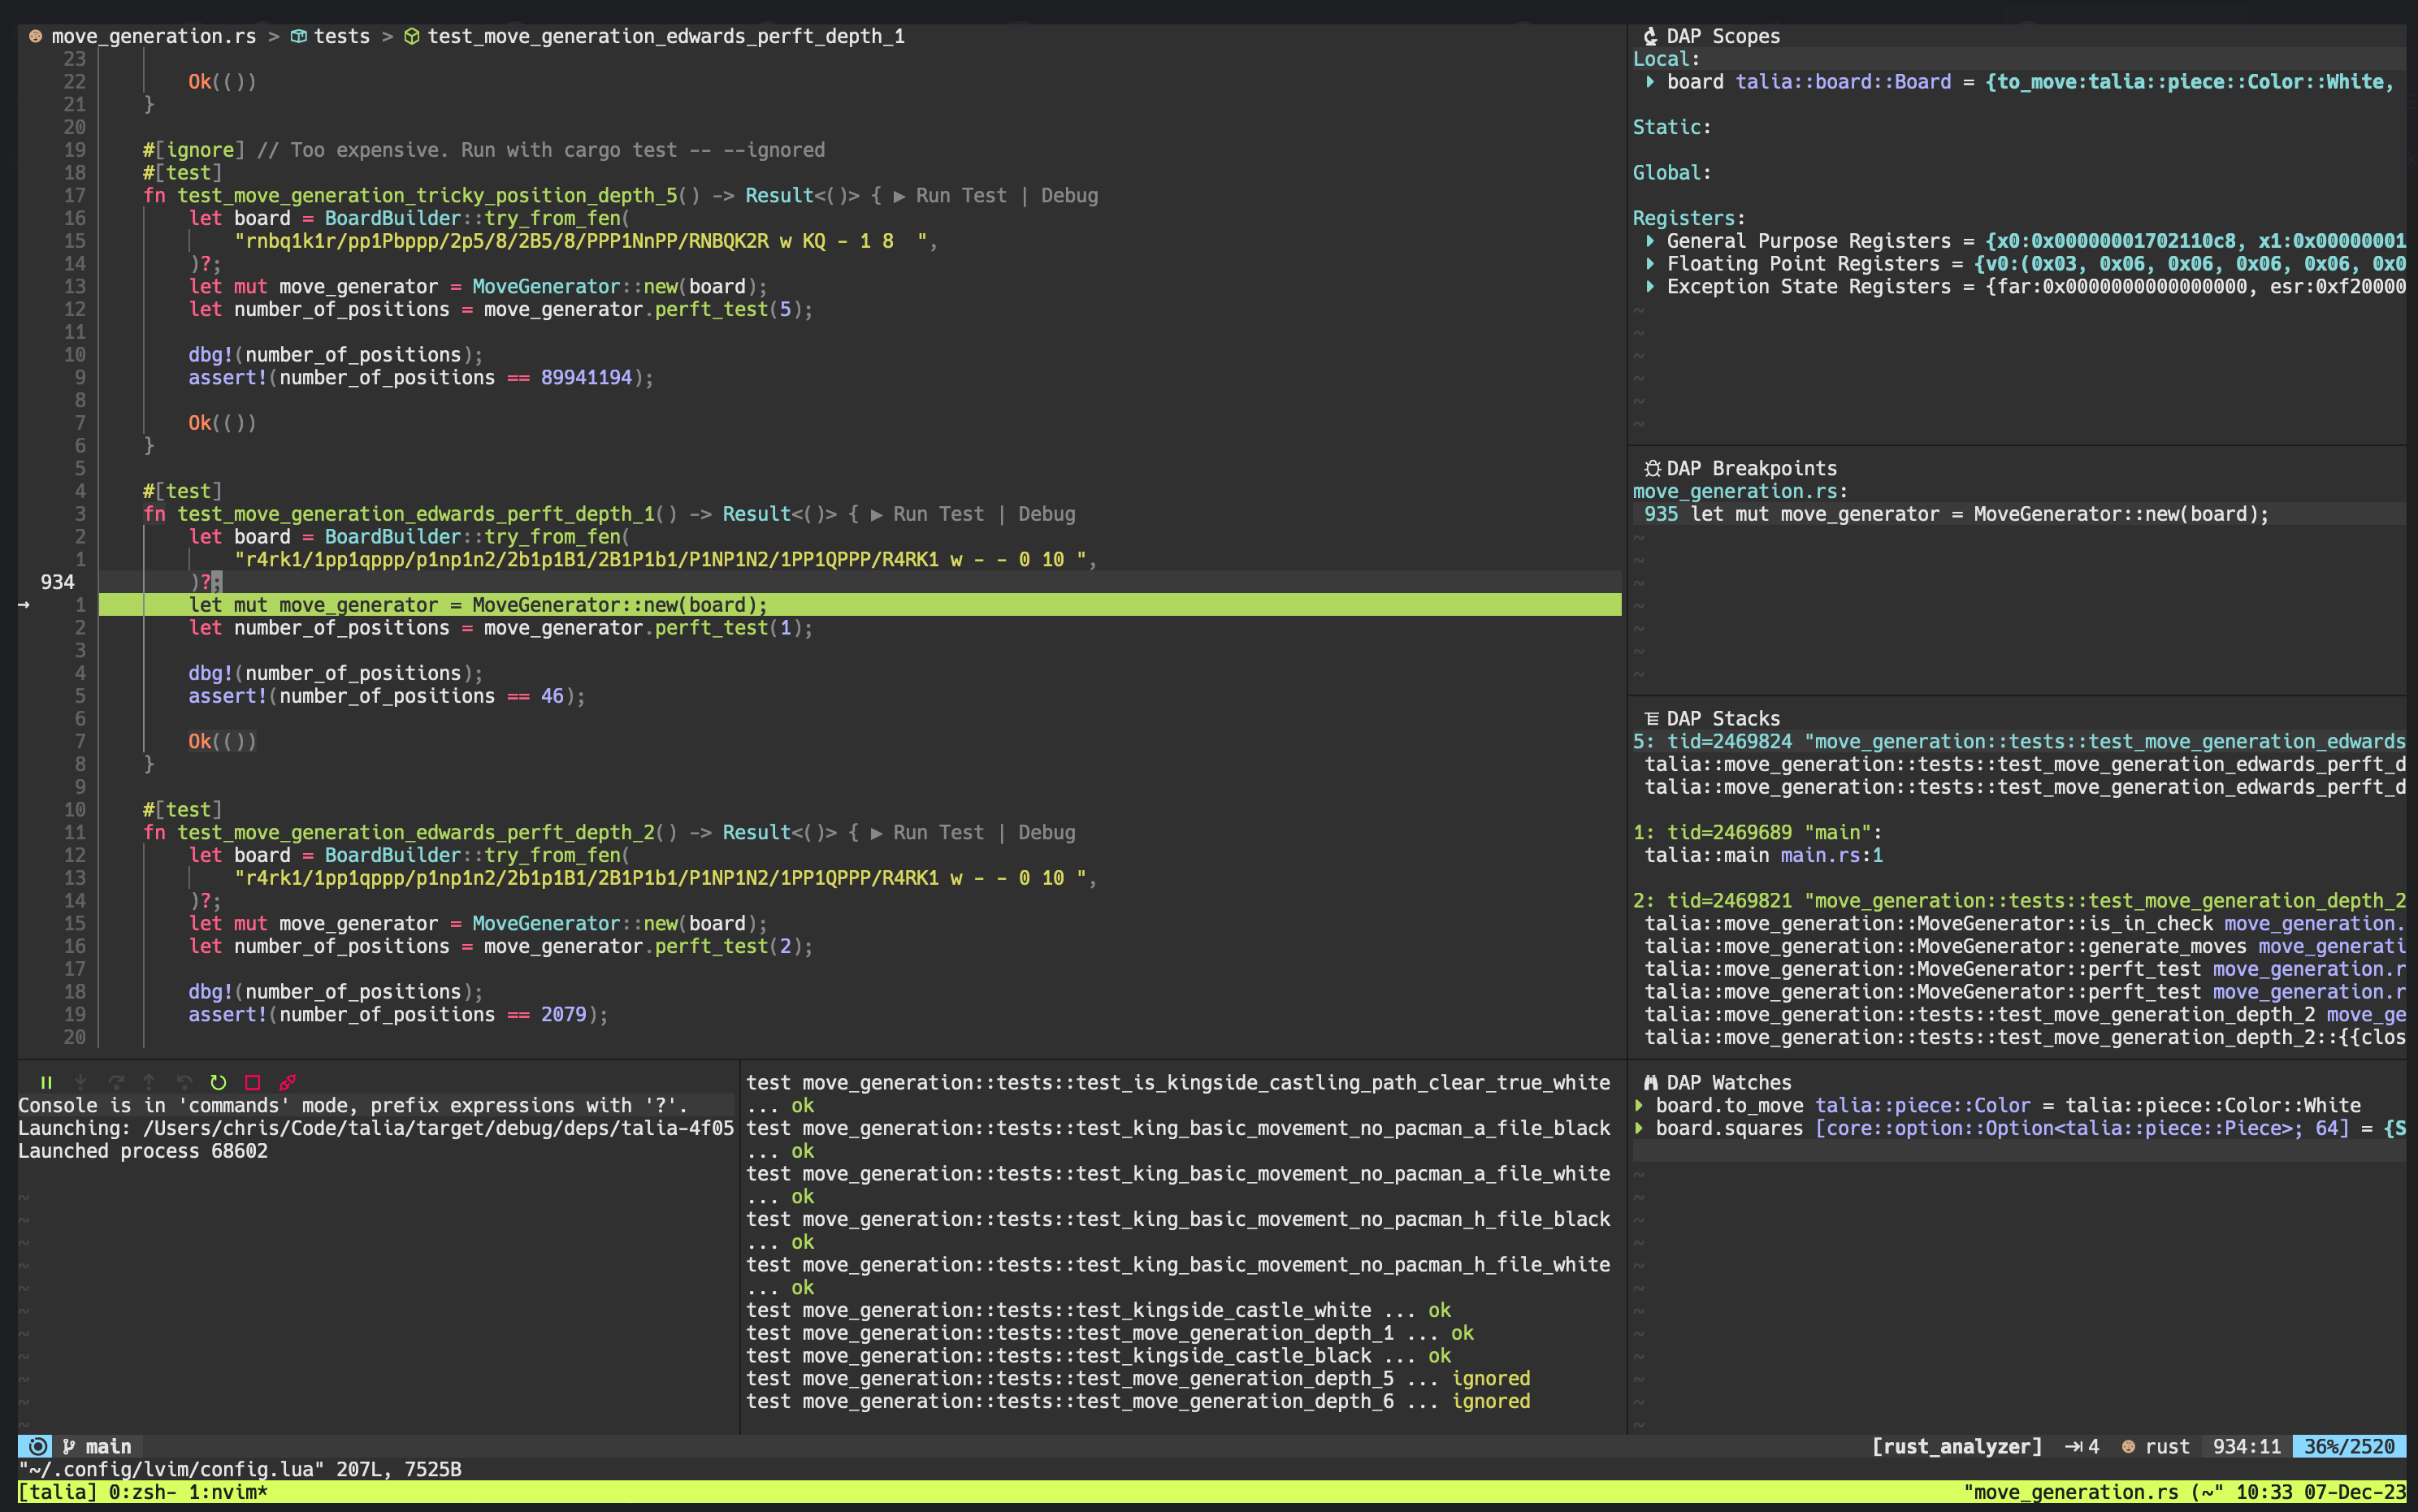 move_generation.rs > tests > test_move_generation_edwards_perft_depth_1
23
22 Ok(())
21 }
20
19 #[ignore] // Too expensive. Run with cargo test -- --ignored
18 #[test]
17 fn test_move_generation_tricky_position_depth_5() -> Result<()> { ▶ Run Test | Debug
16 let board = BoardBuilder::try_from_fen(
15 "rnbq1k1r/pp1Pbppp/2p5/8/2B5/8/PPP1NnPP/RNBQK2R w KQ - 1 8  ",
14 )?;
13 let mut move_generator = MoveGenerator::new(board);
12 let number_of_positions = move_generator.perft_test(5);
11
10 dbg!(number_of_positions);
9 assert!(number_of_positions == 89941194);
8
7 Ok(())
6 }
5
4 #[test]
3 fn test_move_generation_edwards_perft_depth_1() -> Result<()> { ▶ Run Test | Debug
2 let board = BoardBuilder::try_from_fen(
1 "r4rk1/1pp1qppp/p1np1n2/2b1p1B1/2B1P1b1/P1NP1N2/1PP1QPPP/R4RK1 w - - 0 10 ",
934 )?;
→ 1 let mut move_generator = MoveGenerator::new(board);
2 let number_of_positions = move_generator.perft_test(1);
3
4 dbg!(number_of_positions);
5 assert!(number_of_positions == 46);
6
7 Ok(())
8 }
9
10 #[test]
11 fn test_move_generation_edwards_perft_depth_2() -> Result<()> { ▶ Run Test | Debug
12 let board = BoardBuilder::try_from_fen(
13 "r4rk1/1pp1qppp/p1np1n2/2b1p1B1/2B1P1b1/P1NP1N2/1PP1QPPP/R4RK1 w - - 0 10 ",
14 )?;
15 let mut move_generator = MoveGenerator::new(board);
16 let number_of_positions = move_generator.perft_test(2);
17
18 dbg!(number_of_positions);
19 assert!(number_of_positions == 2079);
20
DAP Scopes
Local:
board talia::board::Board = {to_move:talia::piece::Color::White,
Static:
Global:
Registers:
General Purpose Registers = {x0:0x00000001702110c8, x1:0x00000001
Floating Point Registers = {v0:(0x03, 0x06, 0x06, 0x06, 0x06, 0x0
Exception State Registers = {far:0x0000000000000000, esr:0xf20000
DAP Breakpoints
move_generation.rs:
935 let mut move_generator = MoveGenerator::new(board);
DAP Stacks
5: tid=2469824 "move_generation::tests::test_move_generation_edwards
talia::move_generation::tests::test_move_generation_edwards_perft_d
talia::move_generation::tests::test_move_generation_edwards_perft_d
1: tid=2469689 "main":
talia::main main.rs:1
2: tid=2469821 "move_generation::tests::test_move_generation_depth_2
talia::move_generation::MoveGenerator::is_in_check move_generation.
talia::move_generation::MoveGenerator::generate_moves move_generati
talia::move_generation::MoveGenerator::perft_test move_generation.r
talia::move_generation::MoveGenerator::perft_test move_generation.r
talia::move_generation::tests::test_move_generation_depth_2 move_ge
talia::move_generation::tests::test_move_generation_depth_2::{{clos
Console is in 'commands' mode, prefix expressions with '?'.
Launching: /Users/chris/Code/talia/target/debug/deps/talia-4f05
Launched process 68602
test move_generation::tests::test_is_kingside_castling_path_clear_true_white
... ok
test move_generation::tests::test_king_basic_movement_no_pacman_a_file_black
... ok
test move_generation::tests::test_king_basic_movement_no_pacman_a_file_white
... ok
test move_generation::tests::test_king_basic_movement_no_pacman_h_file_black
... ok
test move_generation::tests::test_king_basic_movement_no_pacman_h_file_white
... ok
test move_generation::tests::test_kingside_castle_white ... ok
test move_generation::tests::test_move_generation_depth_1 ... ok
test move_generation::tests::test_kingside_castle_black ... ok
test move_generation::tests::test_move_generation_depth_5 ... ignored
test move_generation::tests::test_move_generation_depth_6 ... ignored
DAP Watches
board.to_move talia::piece::Color = talia::piece::Color::White
board.squares [core::option::Option<talia::piece::Piece>; 64] = {S
main [rust_analyzer] 4 rust 934:11 36%/2520
"~/.config/lvim/config.lua" 207L, 7525B
[talia] 0:zsh- 1:nvim* "move_generation.rs (~" 10:33 07-Dec-23